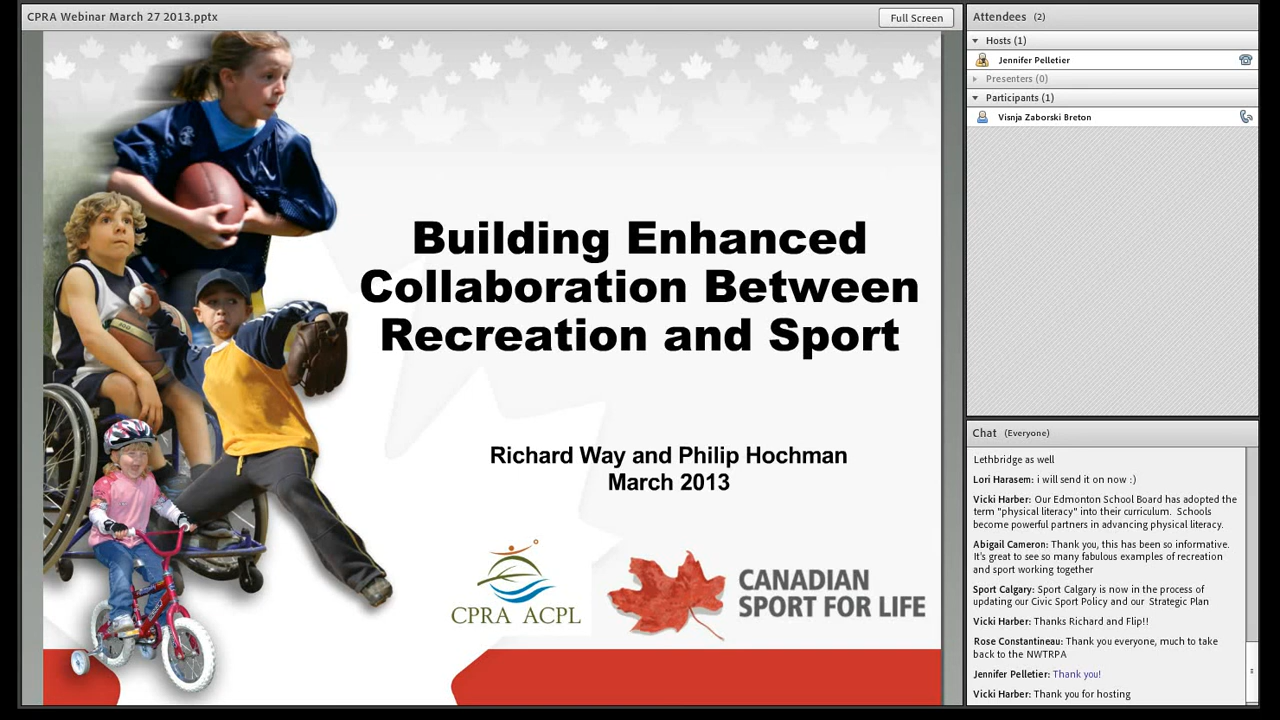 CPRA Webinar March 27 2013.pptx
Full Screen
Building Enhanced
Collaboration Between
Recreation and Sport
Richard Way and Philip Hochman
March 2013
CPRA ACPL
CANADIAN
SPORT FOR LIFE
Attendees (2)
Hosts (1)
Jennifer Pelletier
Presenters (0)
Participants (1)
Visnja Zaborski Breton
Chat (Everyone)
Lethbridge as well
Lori Harasem: i will send it on now :)
Vicki Harber: Our Edmonton School Board has adopted the
term "physical literacy" into their curriculum. Schools
become powerful partners in advancing physical literacy.
Abigail Cameron: Thank you, this has been so informative.
It's great to see so many fabulous examples of recreation
and sport working together
Sport Calgary: Sport Calgary is now in the process of
updating our Civic Sport Policy and our Strategic Plan
Vicki Harber: Thanks Richard and Flip!!
Rose Constantineau: Thank you everyone, much to take
back to the NWTRPA
Jennifer Pelletier: Thank you!
Vicki Harber: Thank you for hosting